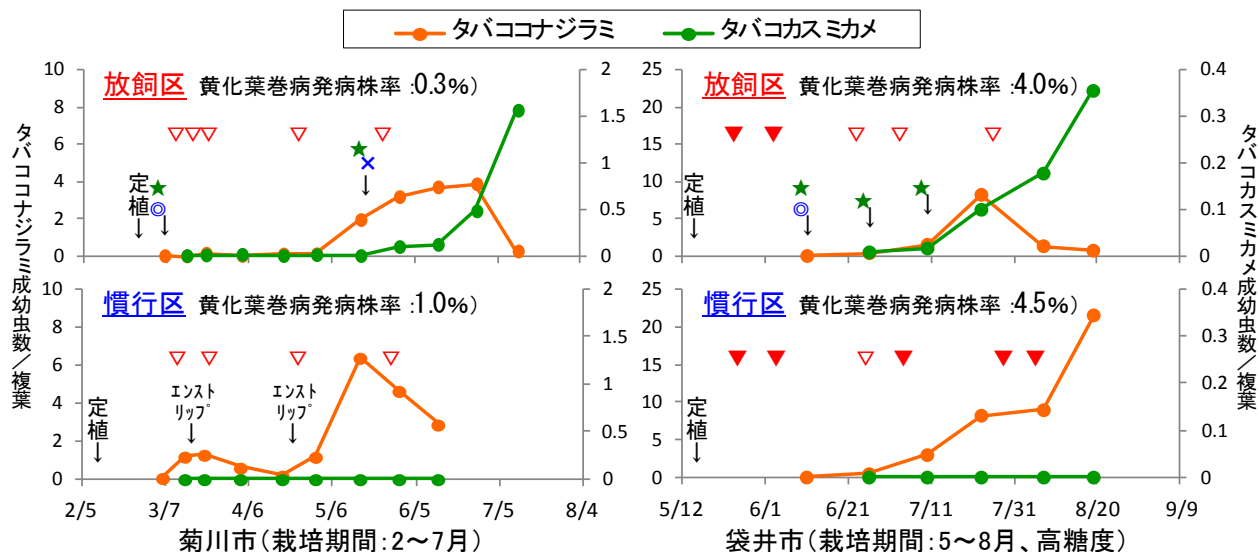 タバココナジラミ タバコカスミカメ
タバココナジラミ成幼虫数/複葉
放飼区 黄化葉巻病発病株率:0.3%)
10
8
6
4
2
0
2
1.5
1
0.5
0
定植
放飼区 黄化葉巻病発病株率:4.0%)
25
20
15
10
5
0
0.4
0.3
0.2
0.1
0
定植
タバコカスミカメ成幼虫数/複葉
慣行区 黄化葉巻病発病株率:1.0%)
10
8
6
4
2
0
2
1.5
1
0.5
0
定植
エンスト
リップ
エンスト
リップ
2/5 3/7 4/6 5/6 6/5 7/5 8/4
菊川市(栽培期間:2~7月)
慣行区 黄化葉巻病発病株率:4.5%)
25
20
15
10
5
0
0.4
0.3
0.2
0.1
0
定植
5/12 6/1 6/21 7/11 7/31 8/20 9/9
袋井市(栽培期間:5~8月、高糖度)